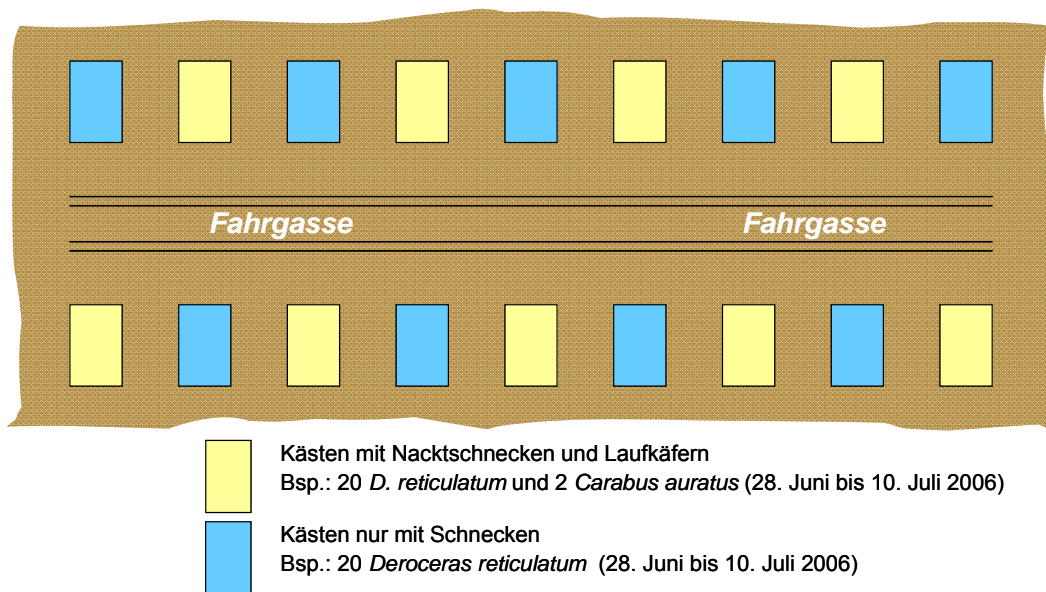 Fahrgasse Fahrgasse
Kästen mit Nacktschnecken und Laufkäfern
Bsp.: 20 D. reticulatum und 2 Carabus auratus (28. Juni bis 10. Juli 2006)
Kästen nur mit Schnecken
Bsp.: 20 Deroceras reticulatum (28. Juni bis 10. Juli 2006)